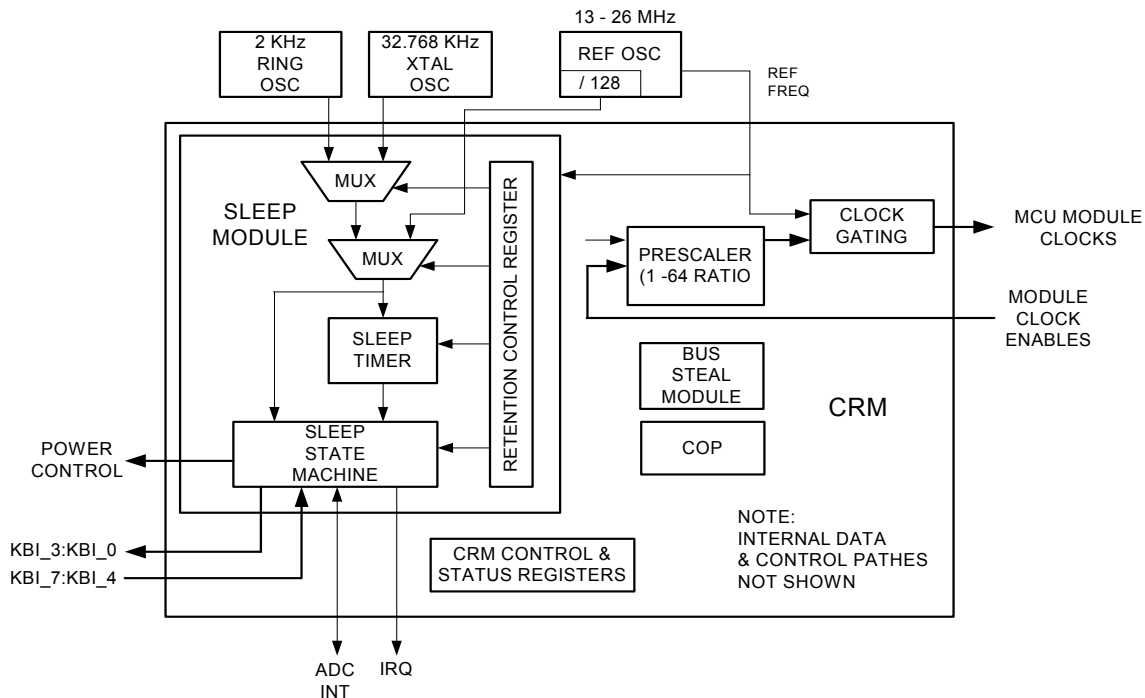 13 - 26 MHz
2 KHz
RING
OSC
32.768 KHz
XTAL
OSC
REF OSC
/ 128
REF
FREQ
MUX
SLEEP
MODULE
MUX
RETENTION CONTROL REGISTER
SLEEP
TIMER
SLEEP
STATE
MACHINE
PRESCALER
(1 -64 RATIO
CLOCK
GATING
MCU MODULE
CLOCKS
MODULE
CLOCK
ENABLES
BUS
STEAL
MODULE
COP
CRM
POWER
CONTROL
KBI_3:KBI_0
KBI_7:KBI_4
CRM CONTROL &
STATUS REGISTERS
NOTE:
INTERNAL DATA
& CONTROL PATHES
NOT SHOWN
ADC
INT
IRQ